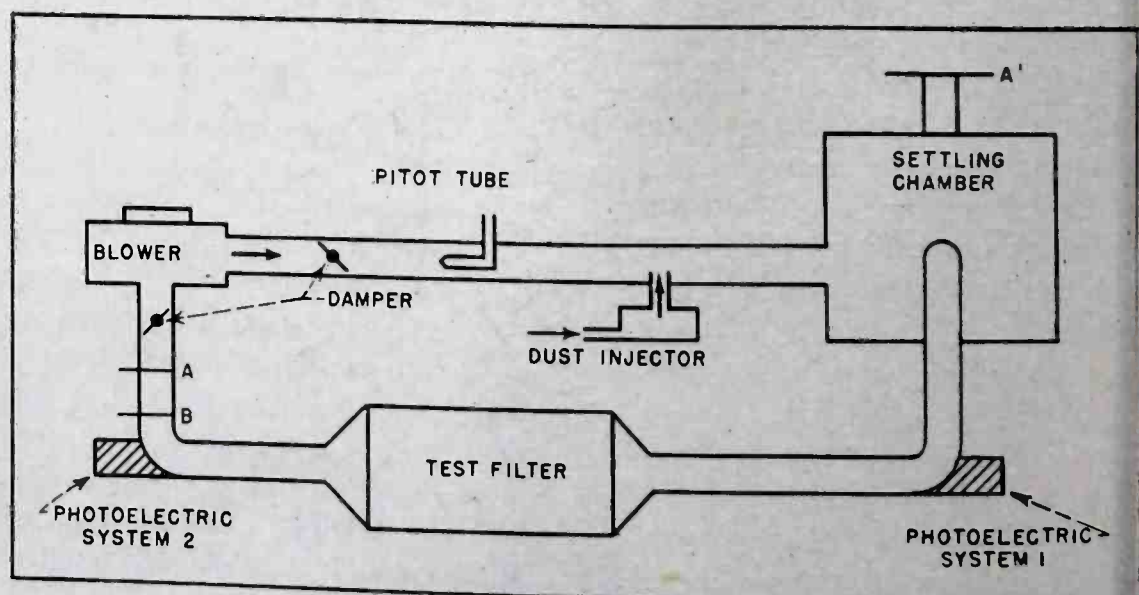 A'
SETTLING
CHAMBER
PITOT TUBE
BLOWER
DAMPER
DUST INJECTOR
A
B
TEST FILTER
PHOTOELECTRIC
SYSTEM 2
PHOTOELECTRIC
SYSTEM 1